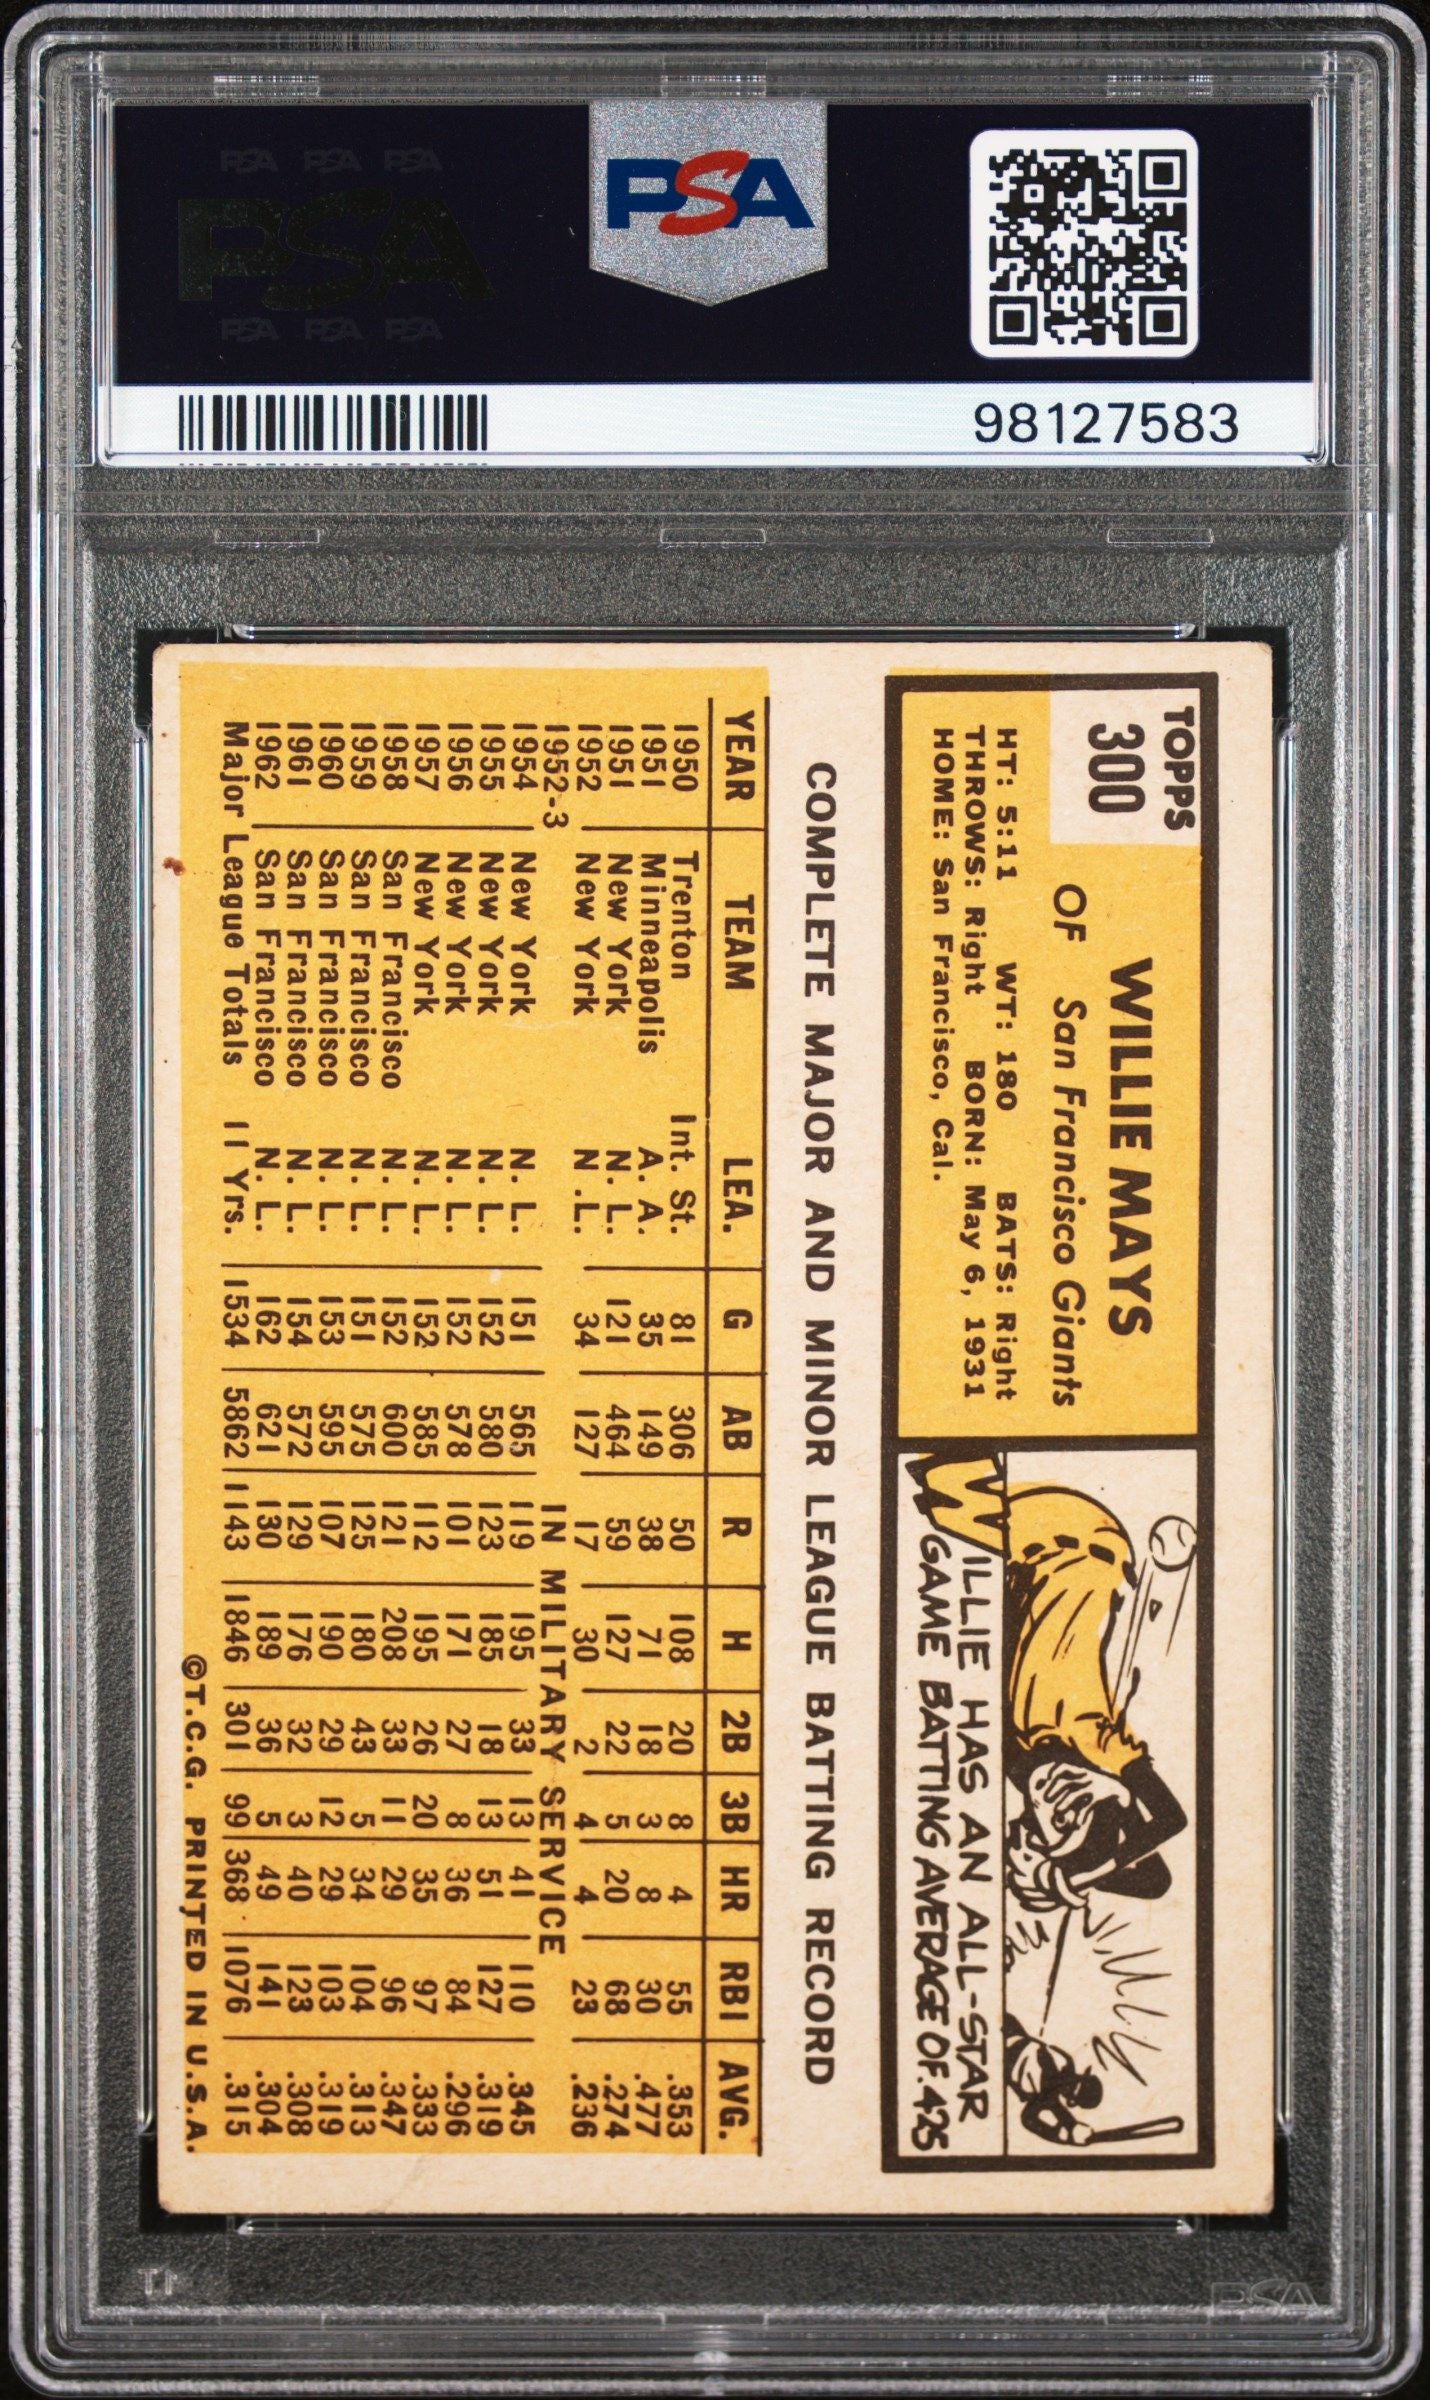 PSA PSA PSA
PSA
PSA PSA PSA
PSA
98127583
TOPPS
300
WILLIE MAYS
OF San Francisco Giants
HT: 5:11 WT: 180 BATS: Right
THROWS: Right BORN: May 6, 1931
HOME: San Francisco, Cal.
WILLIE HAS AN ALL-STAR
GAME BATTING AVERAGE OF .425
COMPLETE MAJOR AND MINOR LEAGUE BATTING RECORD
YEAR TEAM LEA. G AB R H 2B 3B HR RBI AVG.
1950 Trenton Int. St. 81 306 50 108 20 8 4 55 .353
1951 Minneapolis A. A. 35 149 38 71 18 3 8 30 .477
1951 New York N. L. 121 464 59 127 22 5 20 68 .274
1952 New York N .L. 34 127 17 30 2 4 4 23 .236
1952-3 IN MILITARY SERVICE
1954 New York N. L. 151 565 119 195 33 13 41 110 .345
1955 New York N. L. 152 580 123 185 18 13 51 127 .319
1956 New York N. L. 152 578 101 171 27 8 36 84 .296
1957 New York N. L. 152 585 112 195 26 20 35 97 .333
1958 San Francisco N. L. 152 600 121 208 33 11 29 96 .347
1959 San Francisco N. L. 151 575 125 180 43 5 34 104 .313
1960 San Francisco N. L. 153 595 107 190 29 12 29 103 .319
1961 San Francisco N. L. 154 572 129 176 32 3 40 123 .308
1962 San Francisco N. L. 162 621 130 189 36 5 49 141 .304
Major League Totals 11 Yrs. 1534 5862 1143 1846 301 99 368 1076 .315
©T.C.G. PRINTED IN U.S.A.
PSA